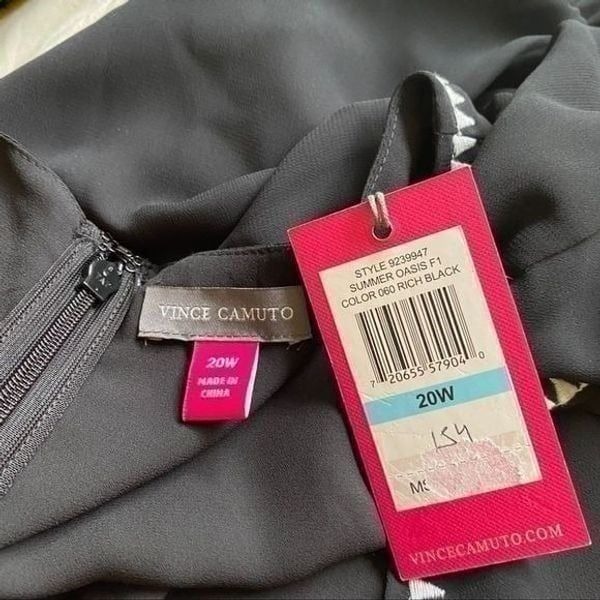 VINCE CAMUTO
20W
MADE IN
CHINA
STYLE 9239947
SUMMER OASIS F1
COLOR 060 RICH BLACK
7 20655 57904 0
20W
154
VINCECAMUTO.COM